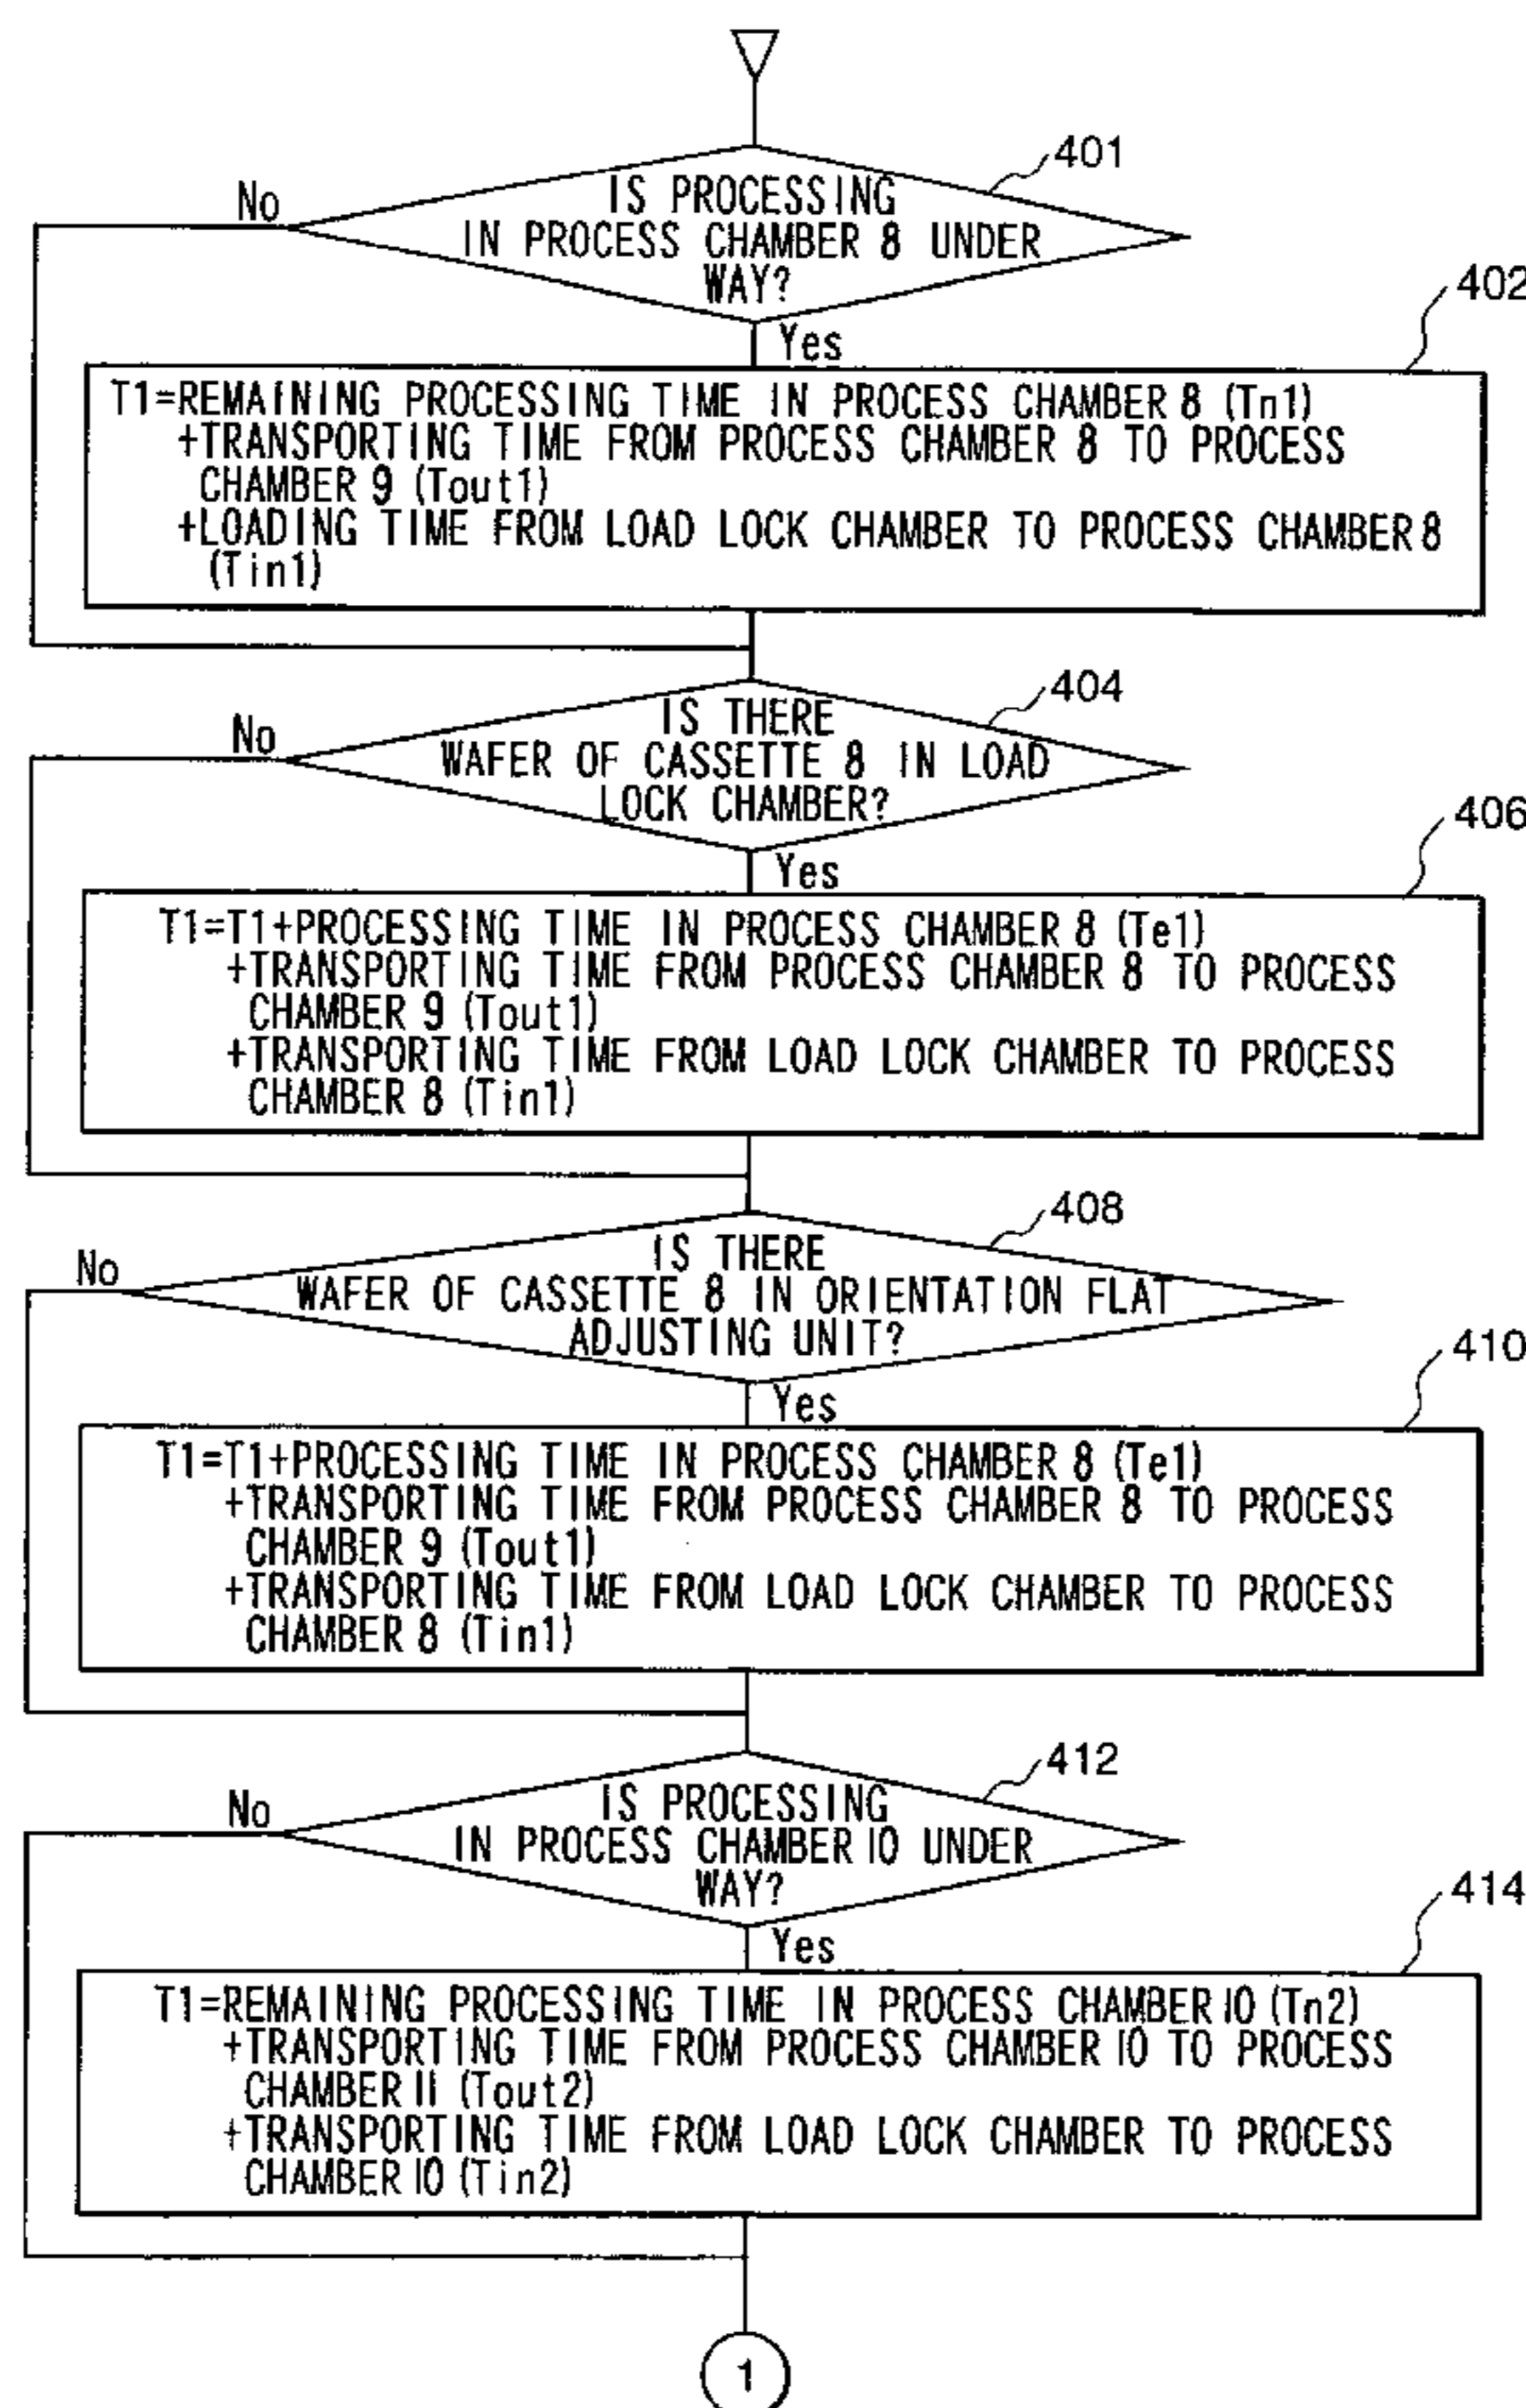 401
No
IS PROCESSING
IN PROCESS CHAMBER 8 UNDER
WAY?
402
Yes
T1=REMAINING PROCESSING TIME IN PROCESS CHAMBER 8 (Tn1)
+TRANSPORTING TIME FROM PROCESS CHAMBER 8 TO PROCESS
CHAMBER 9 (Tout1)
+LOADING TIME FROM LOAD LOCK CHAMBER TO PROCESS CHAMBER 8
(Tin1)
404
No
IS THERE
WAFER OF CASSETTE 8 IN LOAD
LOCK CHAMBER?
406
Yes
T1=T1+PROCESSING TIME IN PROCESS CHAMBER 8 (Te1)
+TRANSPORTING TIME FROM PROCESS CHAMBER 8 TO PROCESS
CHAMBER 9 (Tout1)
+TRANSPORTING TIME FROM LOAD LOCK CHAMBER TO PROCESS
CHAMBER 8 (Tin1)
408
No
IS THERE
WAFER OF CASSETTE 8 IN ORIENTATION FLAT
ADJUSTING UNIT?
410
Yes
T1=T1+PROCESSING TIME IN PROCESS CHAMBER 8 (Te1)
+TRANSPORTING TIME FROM PROCESS CHAMBER 8 TO PROCESS
CHAMBER 9 (Tout1)
+TRANSPORTING TIME FROM LOAD LOCK CHAMBER TO PROCESS
CHAMBER 8 (Tin1)
412
No
IS PROCESSING
IN PROCESS CHAMBER 10 UNDER
WAY?
414
Yes
T1=REMAINING PROCESSING TIME IN PROCESS CHAMBER 10 (Tn2)
+TRANSPORTING TIME FROM PROCESS CHAMBER 10 TO PROCESS
CHAMBER 11 (Tout2)
+TRANSPORTING TIME FROM LOAD LOCK CHAMBER TO PROCESS
CHAMBER 10 (Tin2)
1